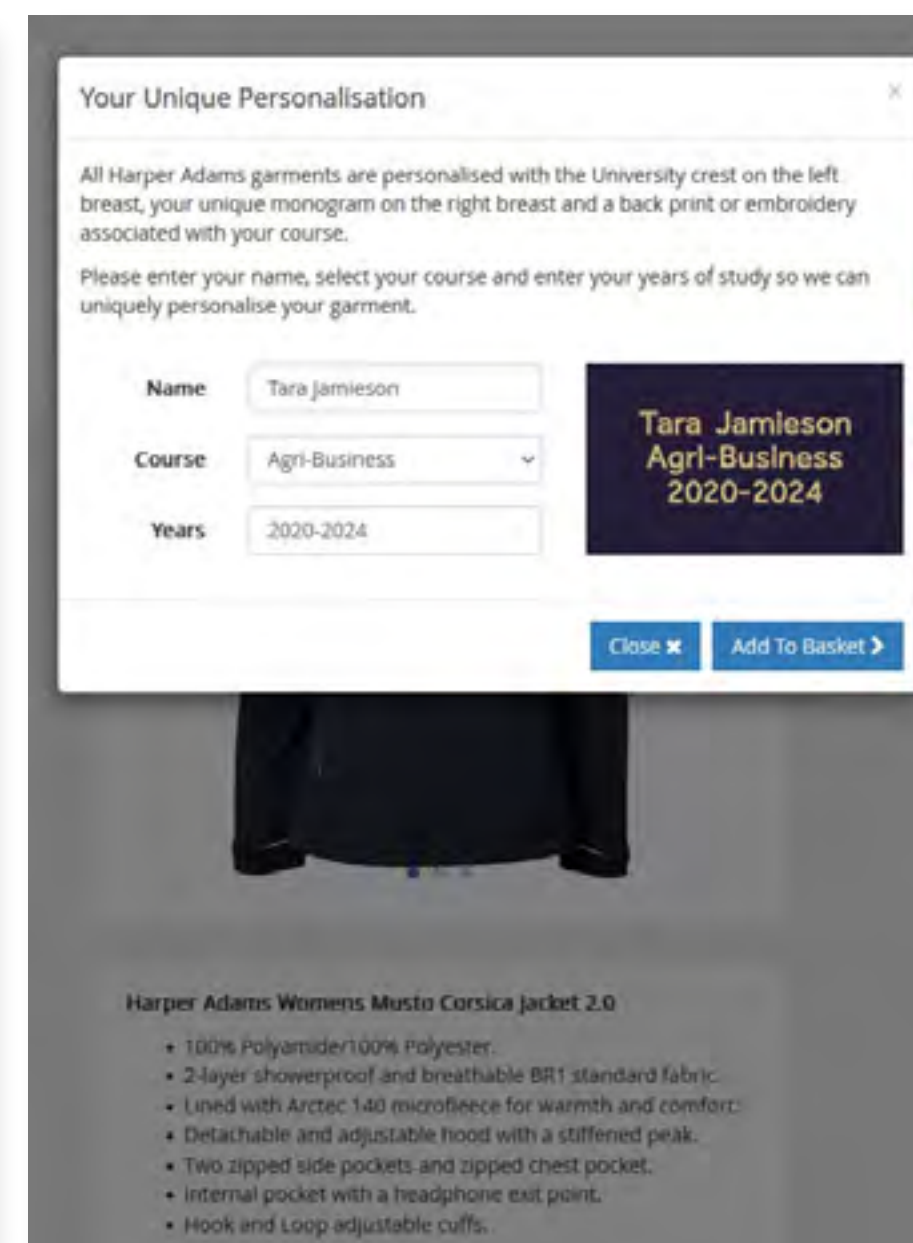 Your Unique Personalisation
×
All Harper Adams garments are personalised with the University crest on the left
breast, your unique monogram on the right breast and a back print or embroidery
associated with your course.
Please enter your name, select your course and enter your years of study so we can
uniquely personalise your garment.
Name Tara Jamieson
Course Agri-Business
Years 2020-2024
Tara Jamieson
Agri-Business
2020-2024
Close ✖ Add To Basket ❯
Harper Adams Womens Musto Corsica Jacket 2.0
• 100% Polyamide/100% Polyester.
• 2-layer showerproof and breathable BR1 standard fabric.
• Lined with Arctec 140 microfleece for warmth and comfort.
• Detachable and adjustable hood with a stiffened peak.
• Two zipped side pockets and zipped chest pocket.
• Internal pocket with a headphone exit point.
• Hook and Loop adjustable cuffs.